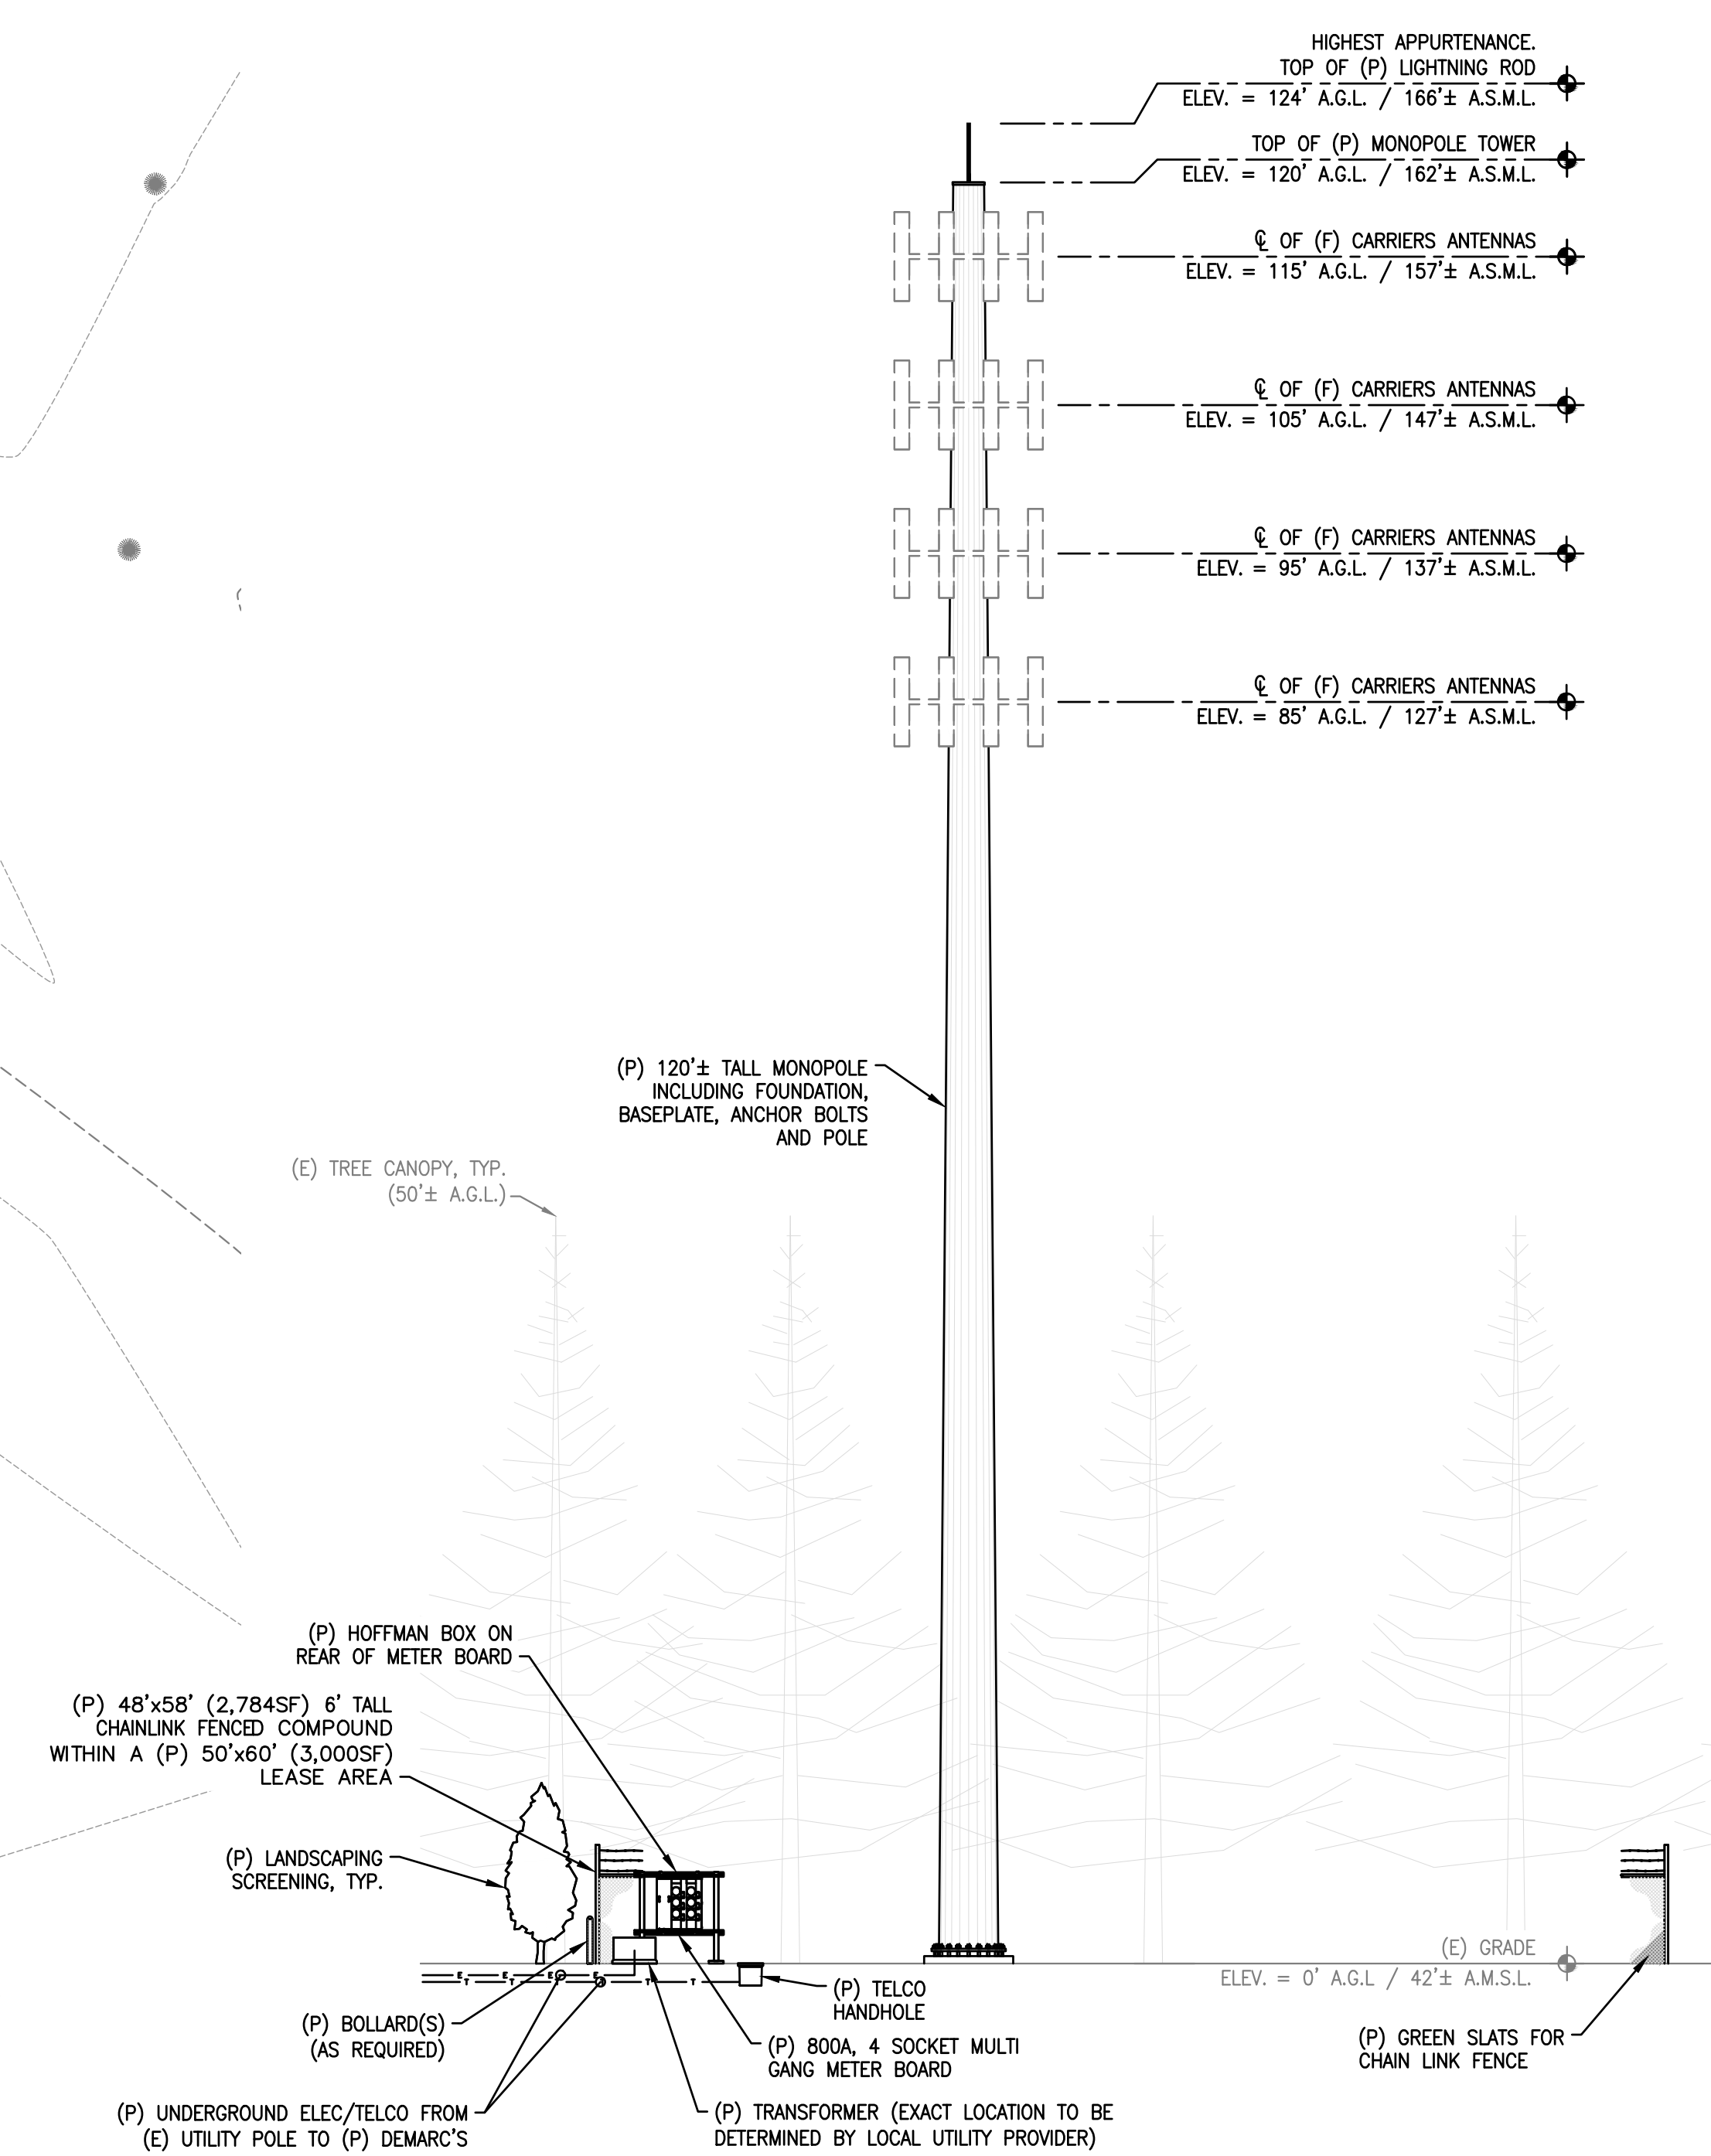 HIGHEST APPURTENANCE.
TOP OF (P) LIGHTNING ROD
ELEV. = 124' A.G.L. / 166'± A.S.M.L.
TOP OF (P) MONOPOLE TOWER
ELEV. = 120' A.G.L. / 162'± A.S.M.L.
℄ OF (F) CARRIERS ANTENNAS
ELEV. = 115' A.G.L. / 157'± A.S.M.L.
℄ OF (F) CARRIERS ANTENNAS
ELEV. = 105' A.G.L. / 147'± A.S.M.L.
℄ OF (F) CARRIERS ANTENNAS
ELEV. = 95' A.G.L. / 137'± A.S.M.L.
℄ OF (F) CARRIERS ANTENNAS
ELEV. = 85' A.G.L. / 127'± A.S.M.L.
(P) 120'± TALL MONOPOLE
INCLUDING FOUNDATION,
BASEPLATE, ANCHOR BOLTS
AND POLE
(E) TREE CANOPY, TYP.
(50'± A.G.L.)
(P) HOFFMAN BOX ON
REAR OF METER BOARD
(P) 48'x58' (2,784SF) 6' TALL
CHAINLINK FENCED COMPOUND
WITHIN A (P) 50'x60' (3,000SF)
LEASE AREA
(P) LANDSCAPING
SCREENING, TYP.
(E) GRADE
ELEV. = 0' A.G.L / 42'± A.M.S.L.
E E E E
T T T T T
(P) TELCO
HANDHOLE
(P) BOLLARD(S)
(AS REQUIRED)
(P) 800A, 4 SOCKET MULTI
GANG METER BOARD
(P) GREEN SLATS FOR
CHAIN LINK FENCE
(P) UNDERGROUND ELEC/TELCO FROM
(E) UTILITY POLE TO (P) DEMARC'S
(P) TRANSFORMER (EXACT LOCATION TO BE
DETERMINED BY LOCAL UTILITY PROVIDER)